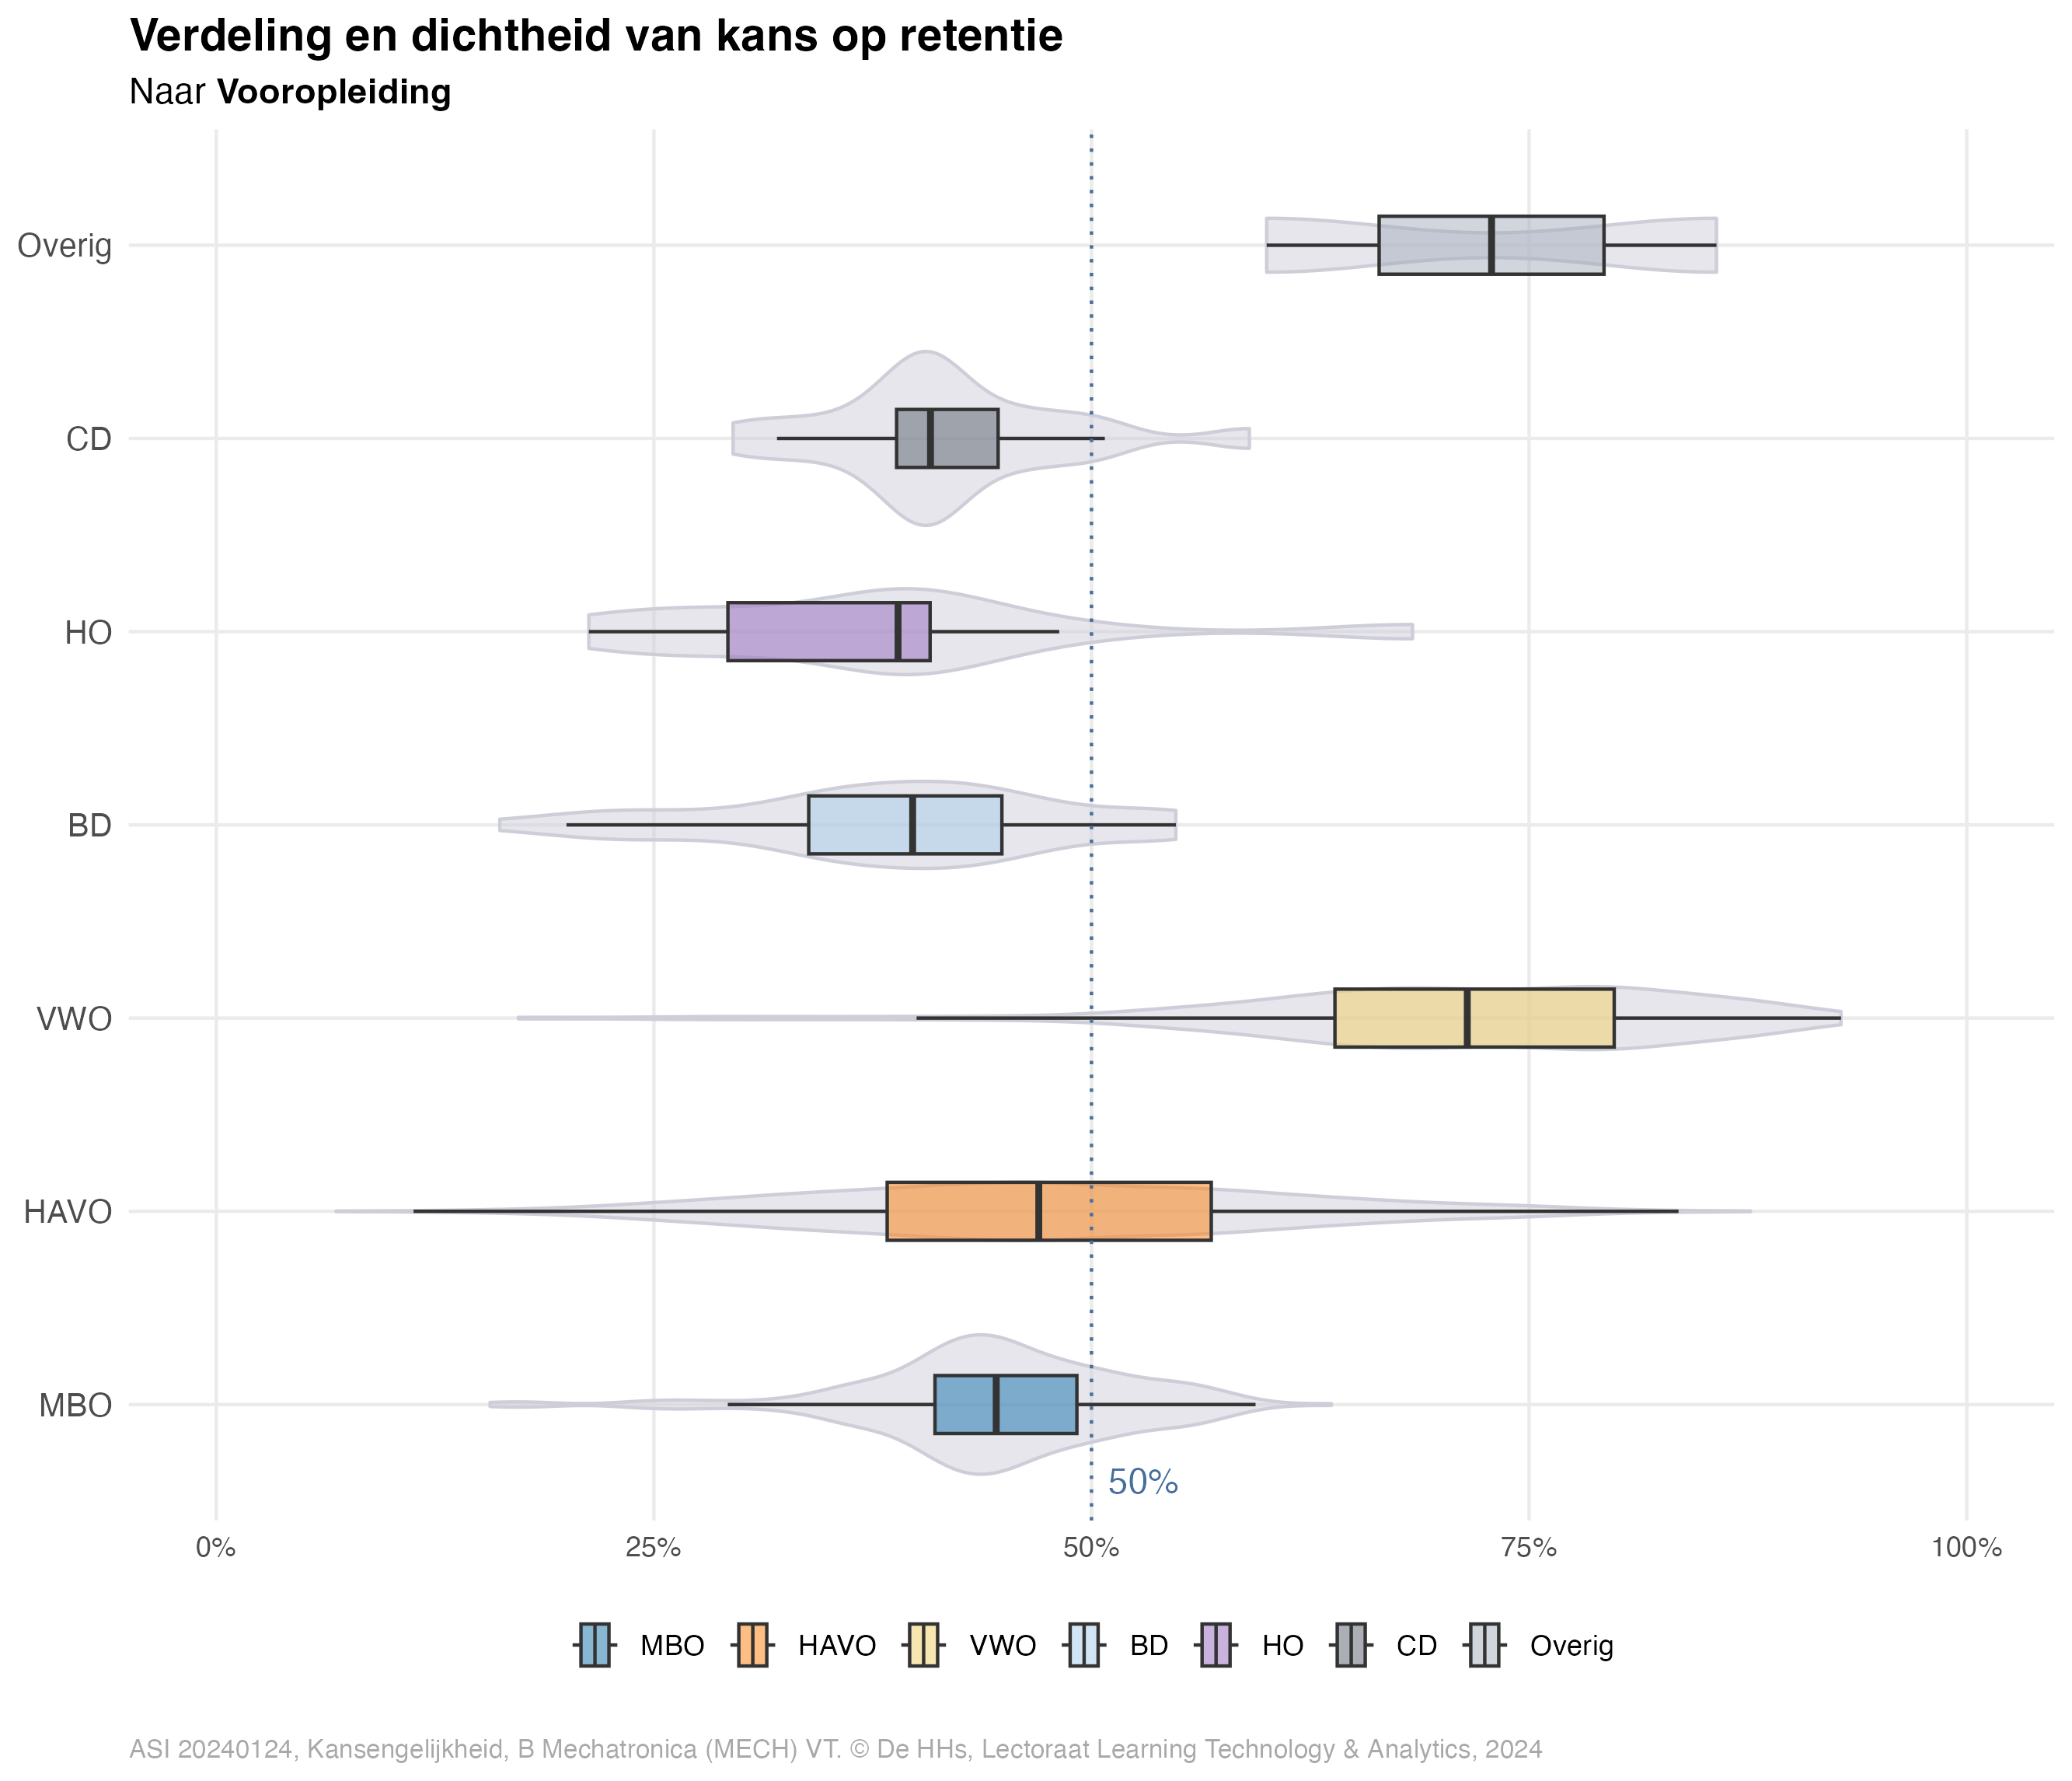 Verdeling en dichtheid van kans op retentie
Naar Vooropleiding
Overig
CD
HO
BD
VWO
HAVO
MBO
50%
0% 25% 50% 75% 100%
MBO HAVO VWO BD HO CD Overig
ASI 20240124, Kansengelijkheid, B Mechatronica (MECH) VT. © De HHs, Lectoraat Learning Technology & Analytics, 2024